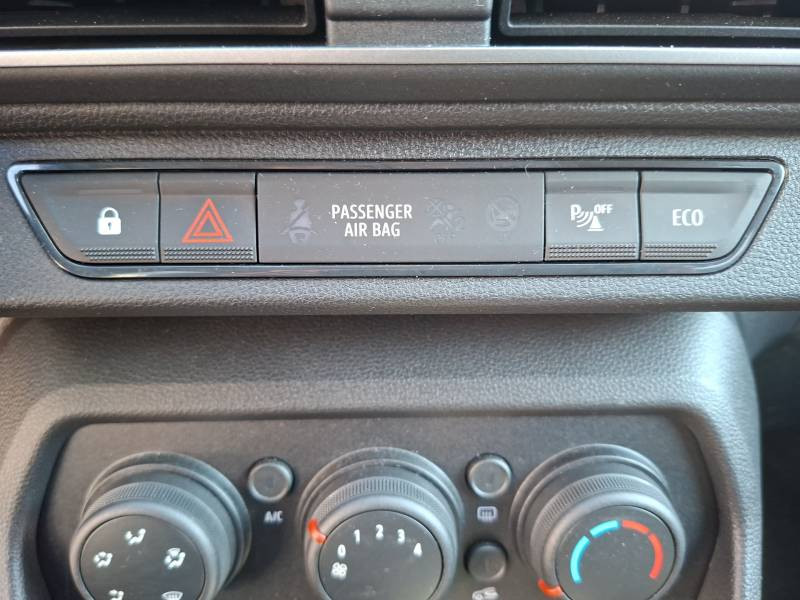 PASSENGER
AIR BAG
P OFF
ECO
A/C
0 1 2 3 4